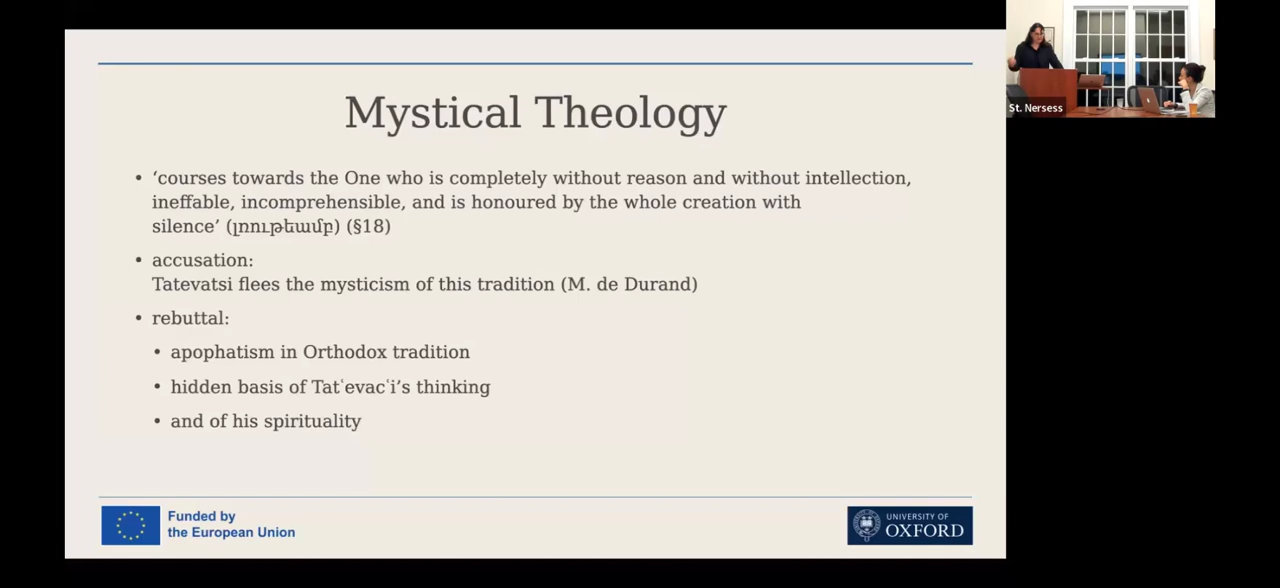 Mystical Theology
• ‘courses towards the One who is completely without reason and without intellection,
ineffable, incomprehensible, and is honoured by the whole creation with
silence’ (լռութեամբ) (§18)
• accusation:
Tatevatsi flees the mysticism of this tradition (M. de Durand)
• rebuttal:
• apophatism in Orthodox tradition
• hidden basis of Tatʿevacʿi’s thinking
• and of his spirituality
Funded by
the European Union
UNIVERSITY OF
OXFORD
St. Nersess